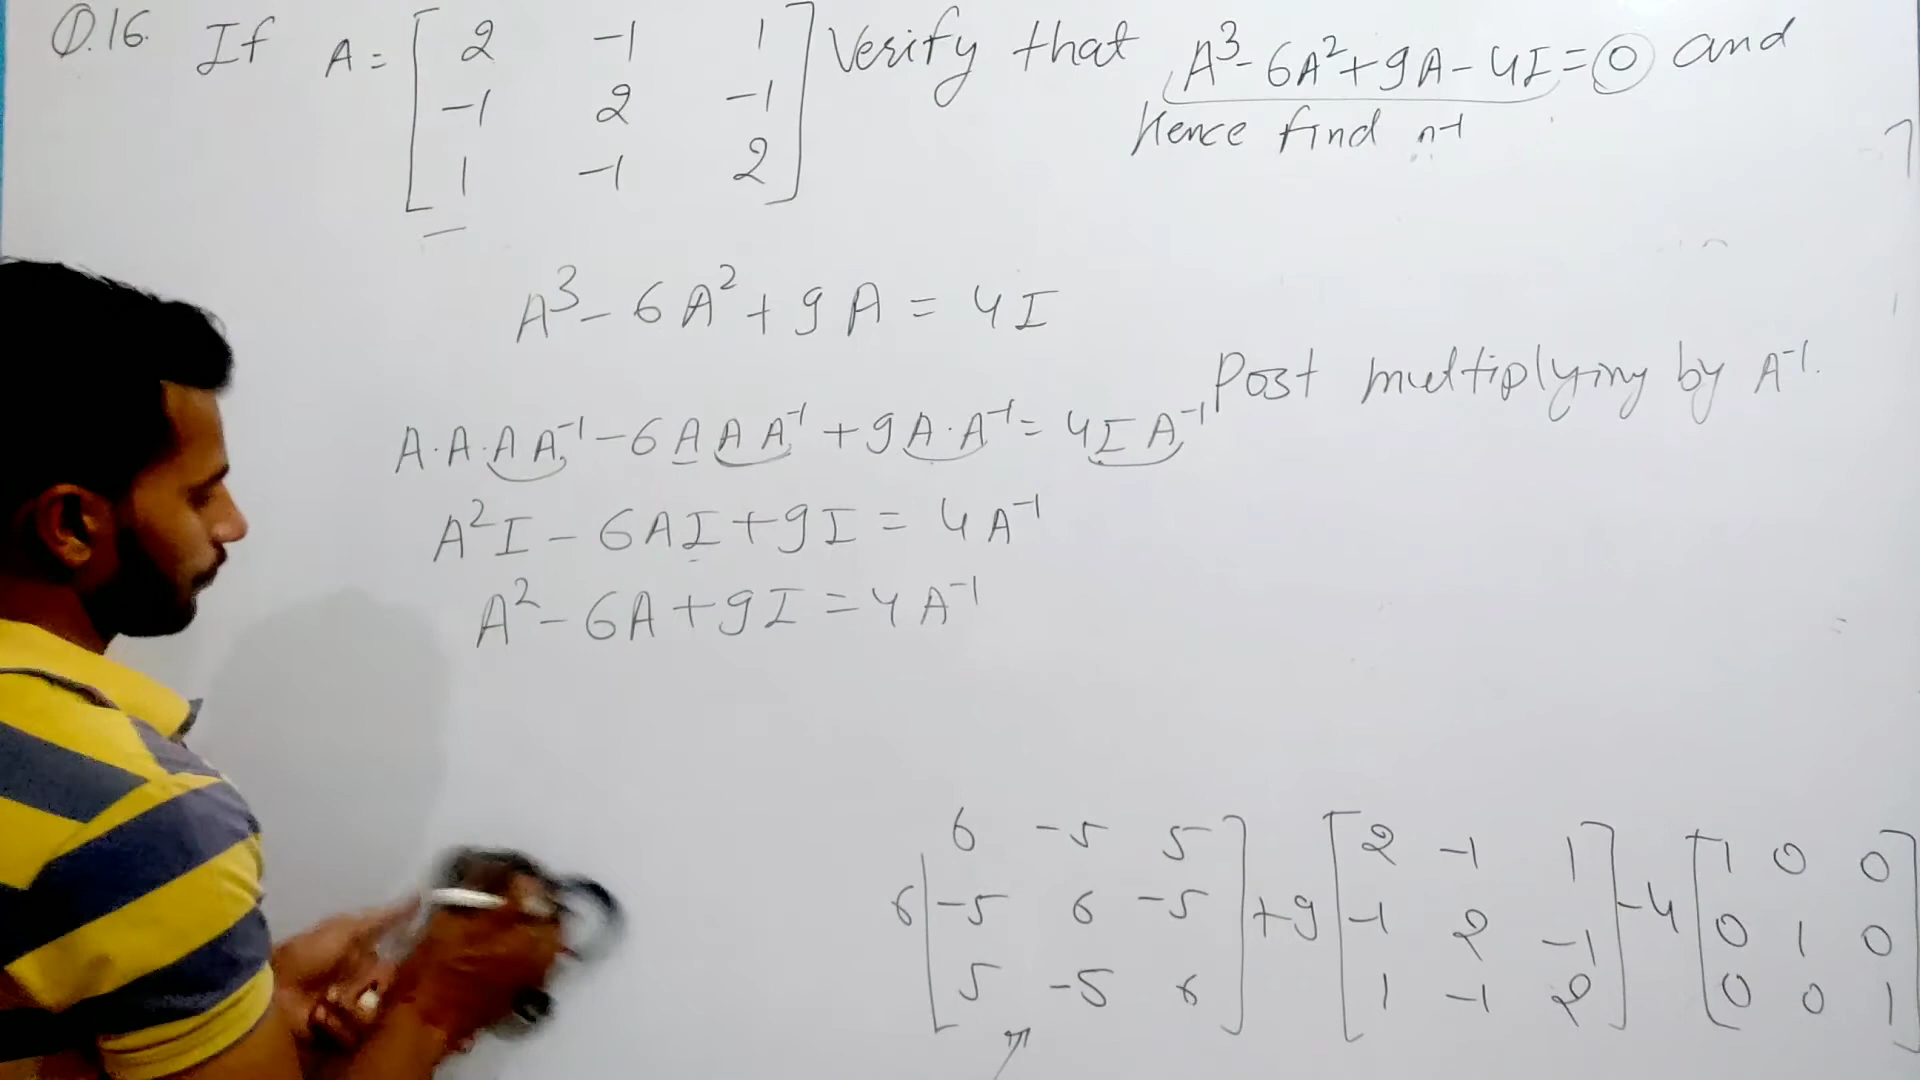 Q.16. If A = [ 2 -1 1 ] Verify that A³ - 6A² + 9A - 4I = 0 and
-1 2 -1 Hence find n⁻¹
1 -1 2
A³ - 6A² + 9A = 4I
Post multiplying by A⁻¹.
A.A.A A⁻¹ - 6 A A A⁻¹ + 9A.A⁻¹ = 4I A⁻¹
A²I - 6AI + 9I = 4A⁻¹
A² - 6A + 9I = 4A⁻¹
6 -5 5 2 -1 1 1 0 0
6 [ -5 6 -5 ] + 9 [ -1 2 -1 ] - 4 [ 0 1 0 ]
5 -5 6 1 -1 2 0 0 1